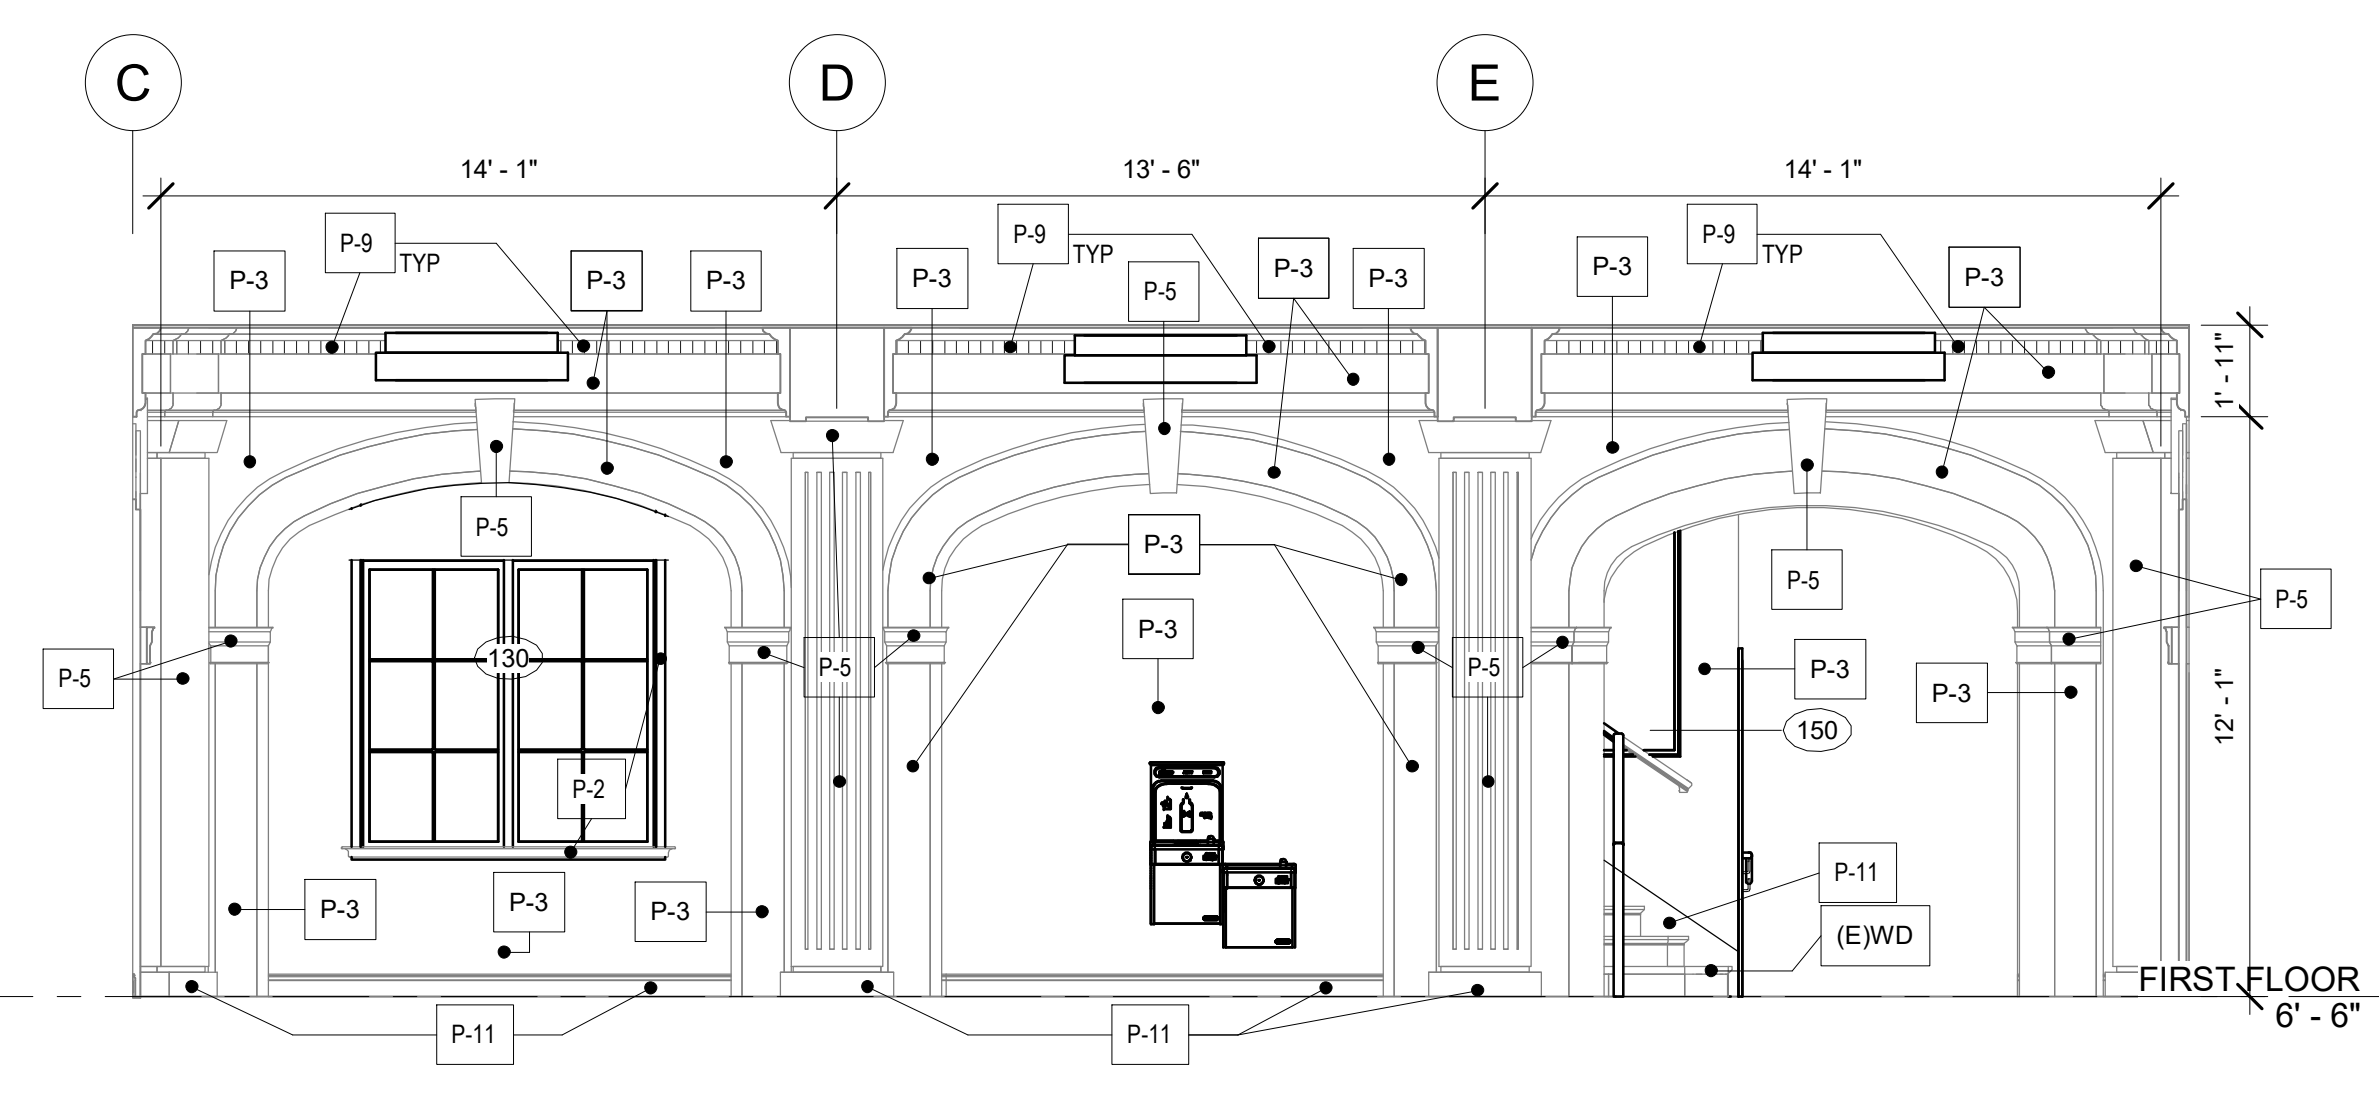 C
D
E
14' - 1"
13' - 6"
14' - 1"
P-9
TYP
P-3
P-3
P-3
P-3
P-9
TYP
P-5
P-3
P-3
P-3
P-9
TYP
P-3
1' - 11"
P-5
P-3
P-5
P-5
P-3
130
P-5
P-5
P-3
P-3
P-5
12' - 1"
150
P-2
P-3
P-3
P-3
P-11
(E)WD
FIRST FLOOR
6' - 6"
P-11
P-11